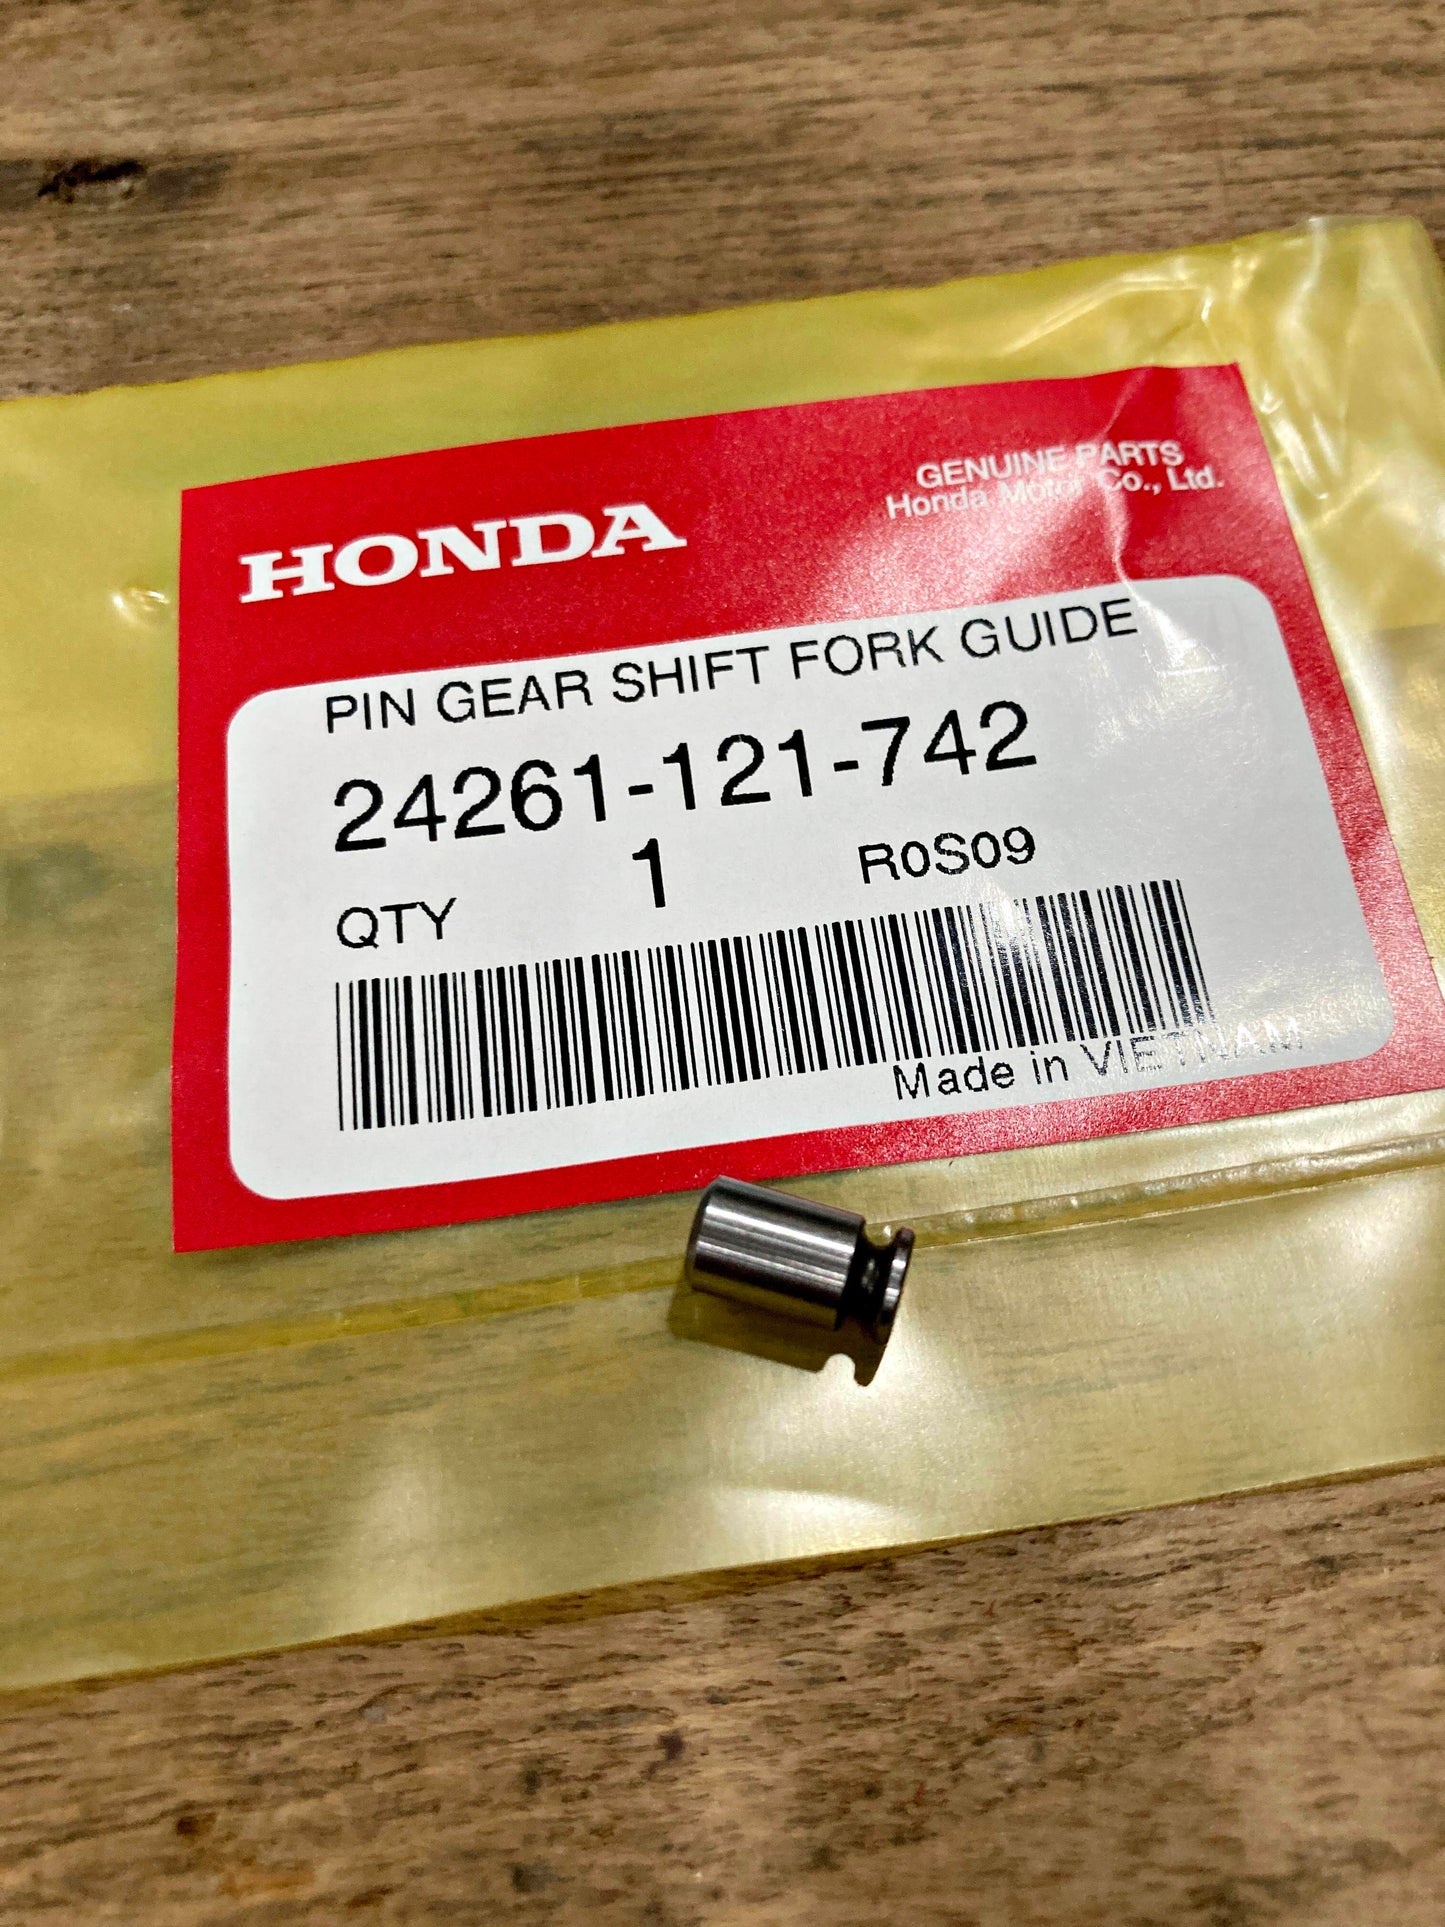 GENUINE PARTS
Honda Motor Co., Ltd.
HONDA
PIN GEAR SHIFT FORK GUIDE
24261-121-742
QTY 1 R0S09
Made in VIETNAM